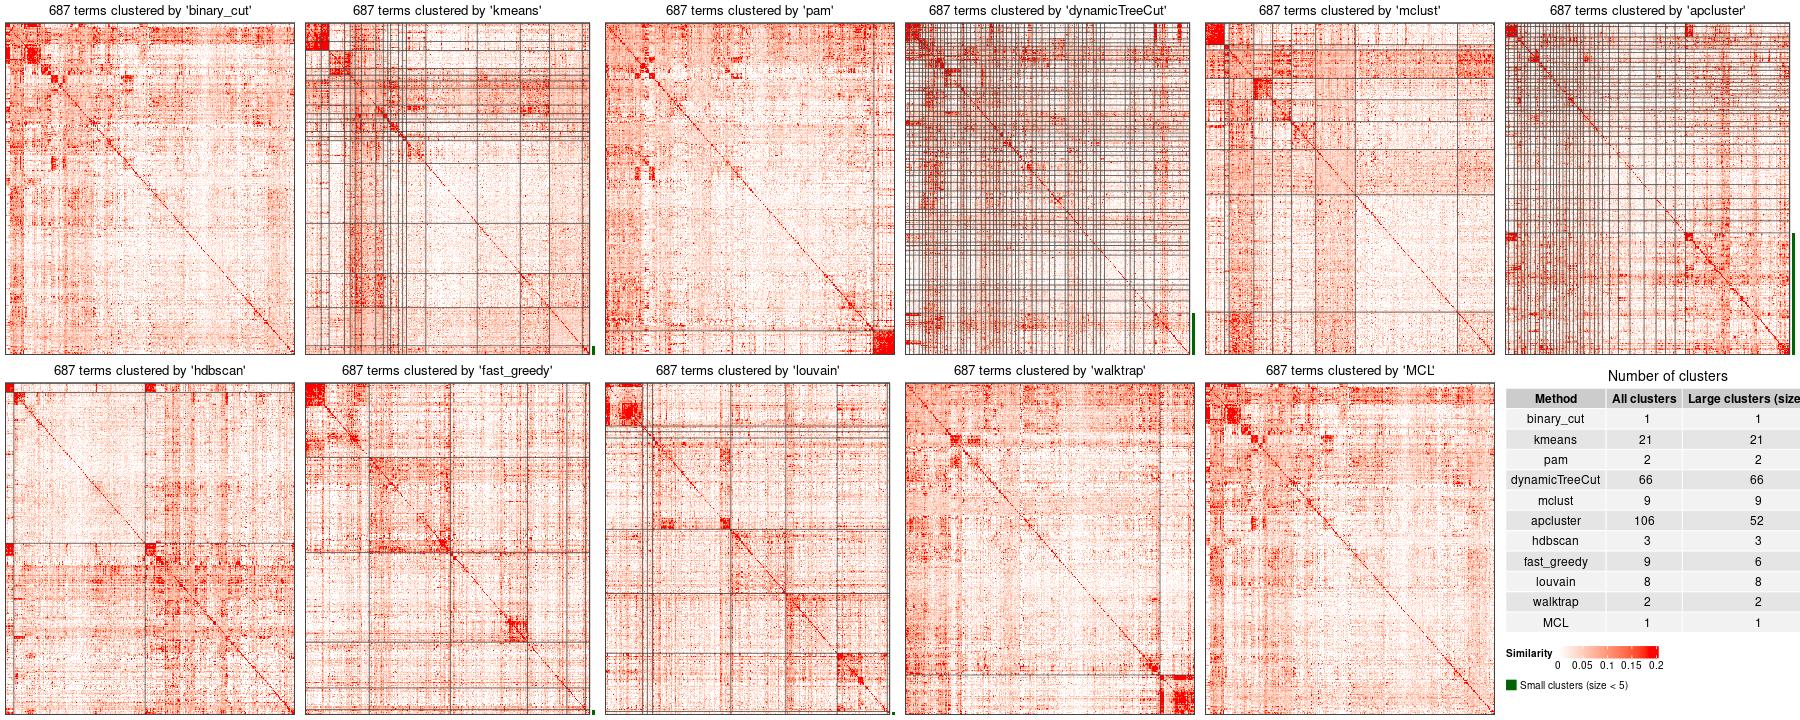 687 terms clustered by 'binary_cut'
687 terms clustered by 'kmeans'
687 terms clustered by 'pam'
687 terms clustered by 'dynamicTreeCut'
687 terms clustered by 'mclust'
687 terms clustered by 'apcluster'
687 terms clustered by 'hdbscan'
687 terms clustered by 'fast_greedy'
687 terms clustered by 'louvain'
687 terms clustered by 'walktrap'
687 terms clustered by 'MCL'
Number of clusters
Method All clusters Large clusters (size
binary_cut 1 1
kmeans 21 21
pam 2 2
dynamicTreeCut 66 66
mclust 9 9
apcluster 106 52
hdbscan 3 3
fast_greedy 9 6
louvain 8 8
walktrap 2 2
MCL 1 1
Similarity
0 0.05 0.1 0.15 0.2
Small clusters (size < 5)